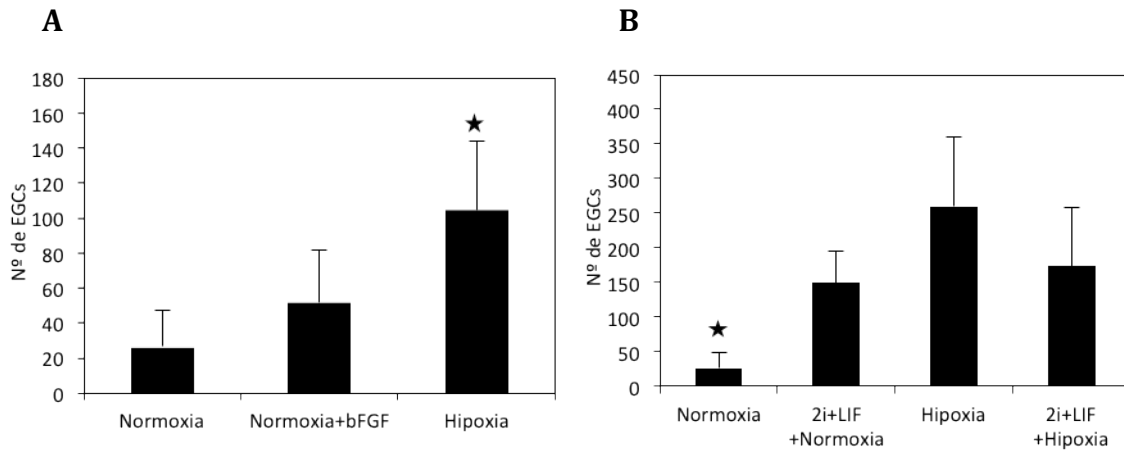 A
180
160
140
120
100
80
60
40
20
0
Nº de EGCs
Normoxia
Normoxia+bFGF
Hipoxia
B
450
400
350
300
250
200
150
100
50
0
Nº de EGCs
Normoxia
2i+LIF
+Normoxia
Hipoxia
2i+LIF
+Hipoxia